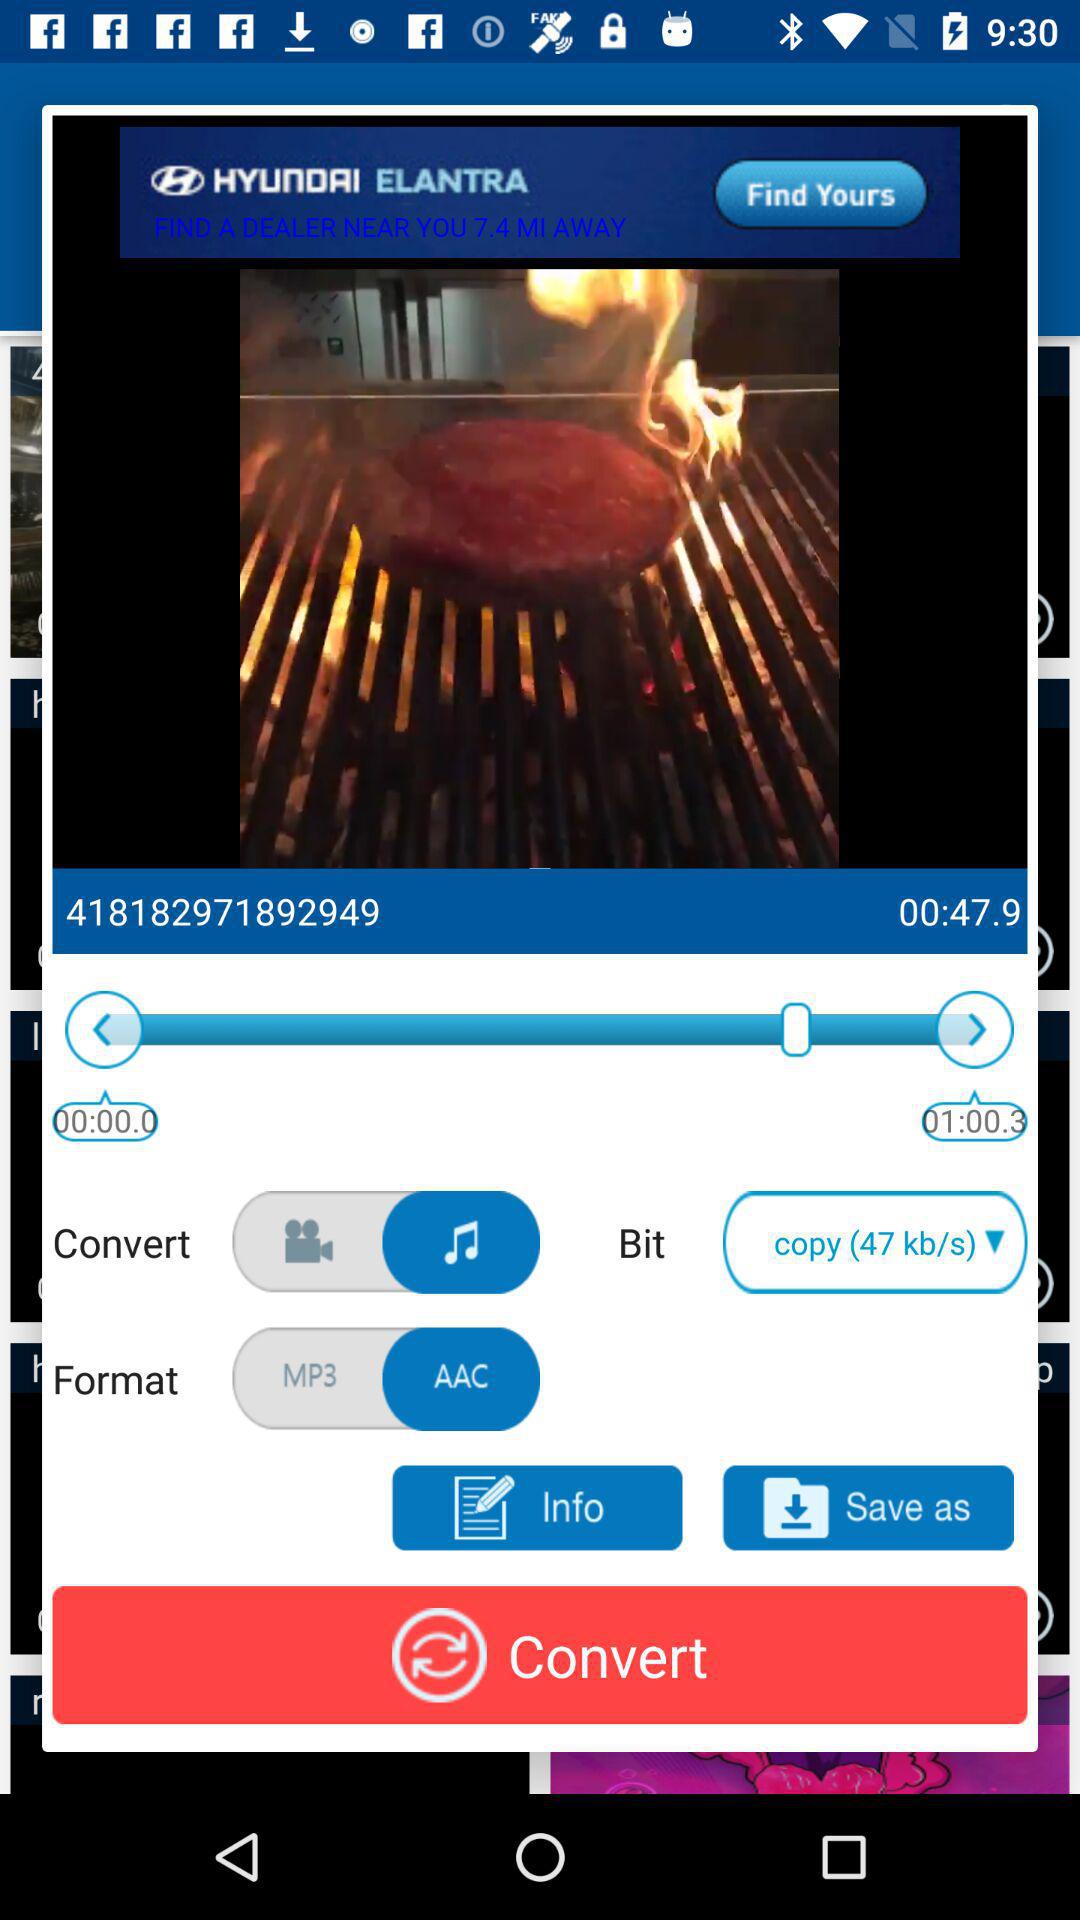 FAKE
9:30
HYUNDAI ELANTRA
Find Yours
FIND A DEALER NEAR YOU 7.4 MI AWAY
418182971892949
00:47.9
00:00.0
01:00.3
Convert
Bit
copy (47 kb/s)
Format
MP3
AAC
Info
Save as
Convert